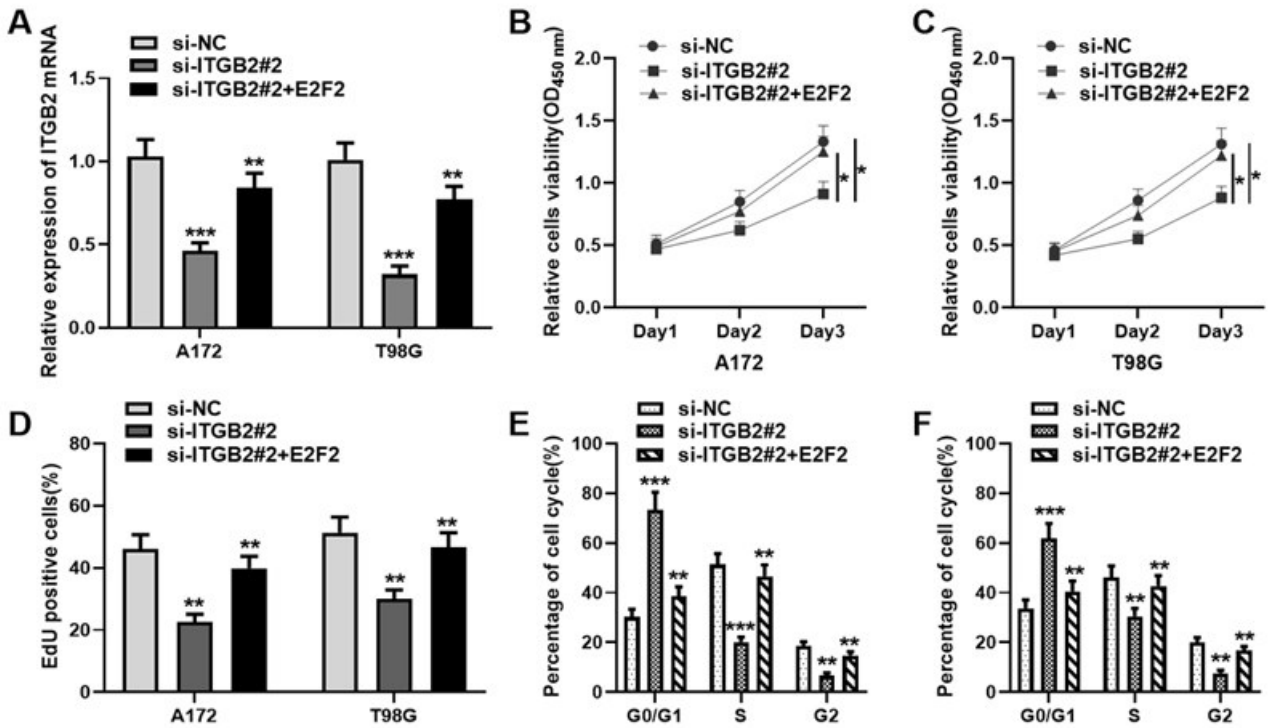 A
si-NC
si-ITGB2#2
si-ITGB2#2+E2F2
Relative expression of ITGB2 mRNA
1.5
1.0
0.5
0.0
***
**
***
**
A172
T98G
B
si-NC
si-ITGB2#2
si-ITGB2#2+E2F2
Relative cells viability(OD450 nm)
2.0
1.5
1.0
0.5
0.0
*
*
Day1
Day2
Day3
A172
C
si-NC
si-ITGB2#2
si-ITGB2#2+E2F2
Relative cells viability(OD450 nm)
2.0
1.5
1.0
0.5
0.0
*
*
Day1
Day2
Day3
T98G
D
si-NC
si-ITGB2#2
si-ITGB2#2+E2F2
EdU positive cells(%)
80
60
40
20
0
**
**
**
**
A172
T98G
E
si-NC
si-ITGB2#2
si-ITGB2#2+E2F2
Percentage of cell cycle(%)
100
80
60
40
20
0
***
**
***
**
**
**
G0/G1
S
G2
F
si-NC
si-ITGB2#2
si-ITGB2#2+E2F2
Percentage of cell cycle(%)
100
80
60
40
20
0
***
**
**
**
**
**
G0/G1
S
G2